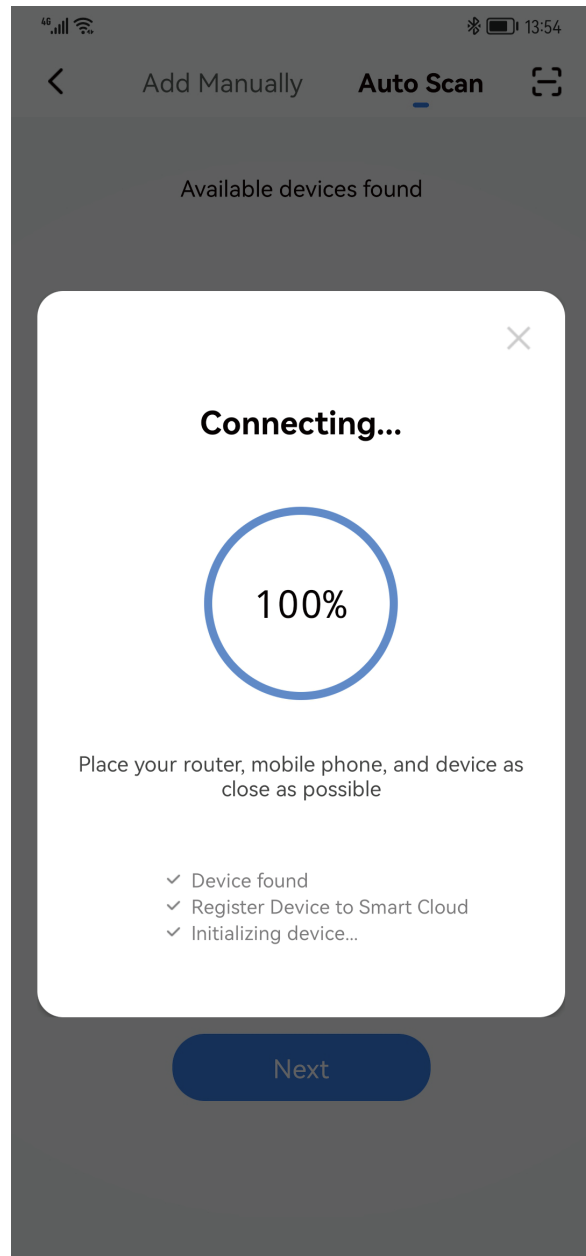 4G 13:54
Add Manually Auto Scan
Available devices found
Connecting...
100%
Place your router, mobile phone, and device as
close as possible
Device found
Register Device to Smart Cloud
Initializing device...
Next